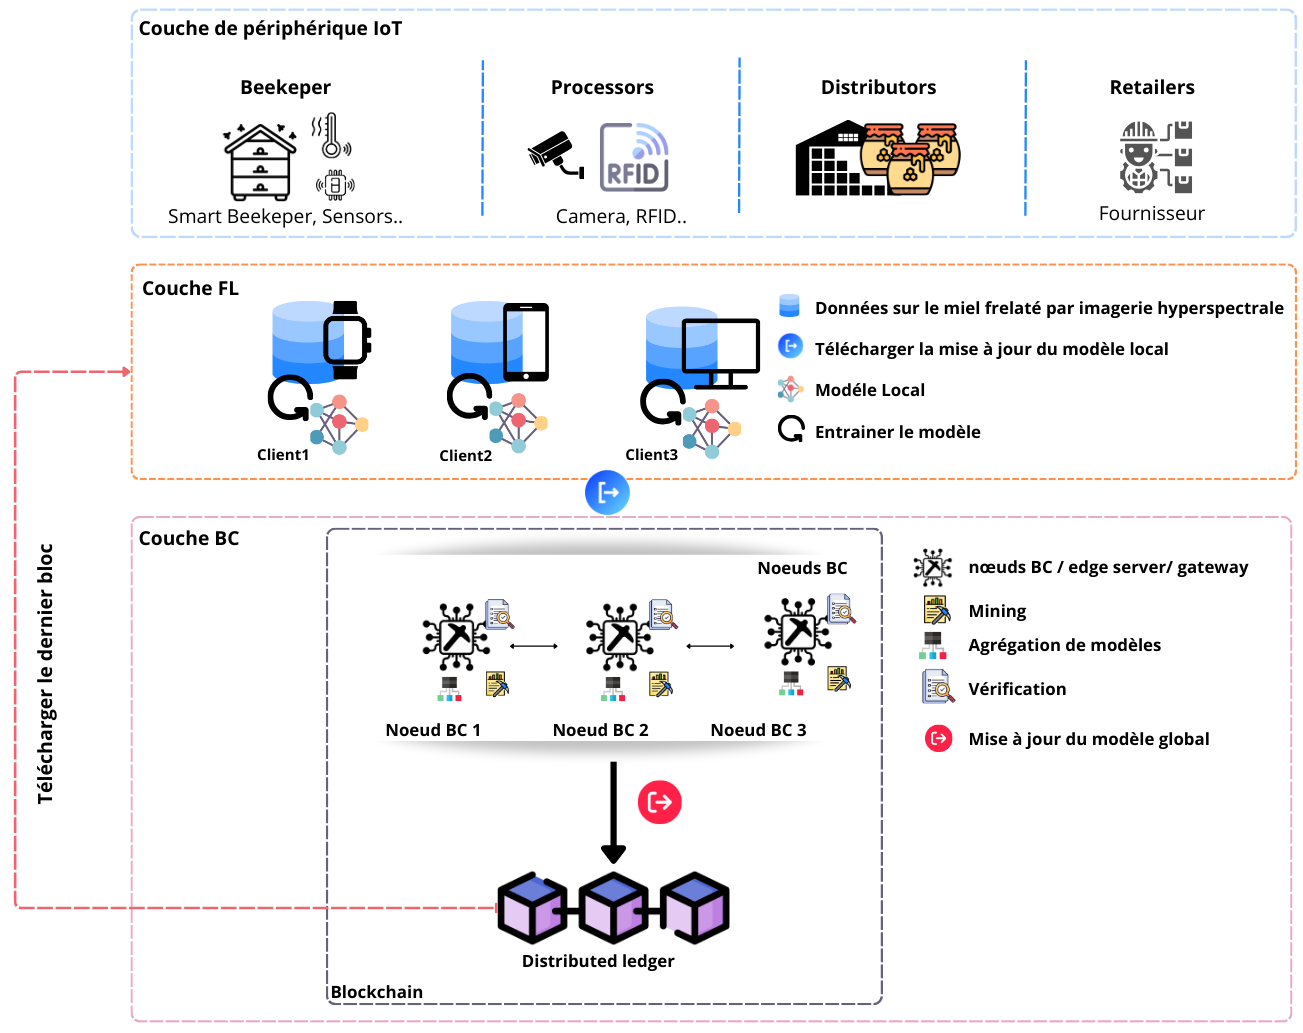 Couche de périphérique IoT
Beekeper
Processors
Distributors
Retailers
RFID
Smart Beekeper, Sensors..
Camera, RFID..
Fournisseur
Couche FL
Données sur le miel frelaté par imagerie hyperspectrale
Télécharger la mise à jour du modèle local
Modéle Local
Entrainer le modèle
Client1
Client2
Client3
Télécharger le dernier bloc
Couche BC
Noeuds BC
nœuds BC / edge server/ gateway
Mining
Agrégation de modèles
Vérification
Mise à jour du modèle global
Noeud BC 1
Noeud BC 2
Noeud BC 3
Distributed ledger
Blockchain